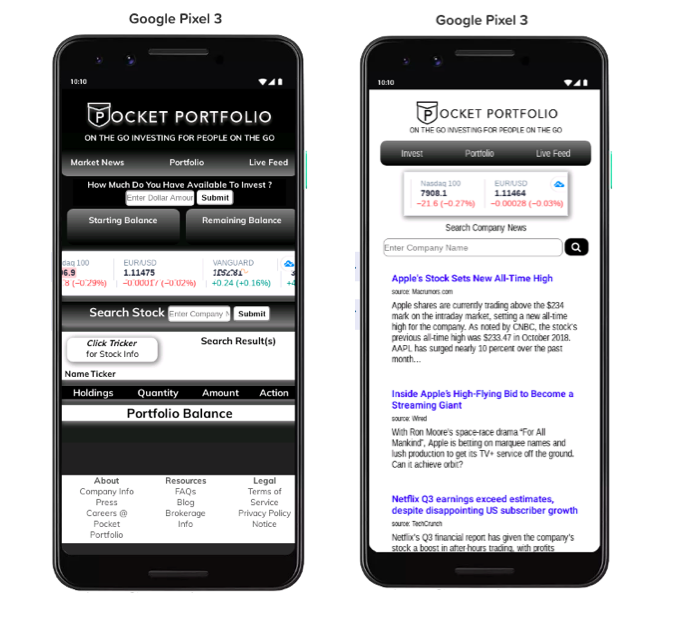 Google Pixel 3
10:10
POCKET PORTFOLIO
ON THE GO INVESTING FOR PEOPLE ON THE GO
Market News Portfolio Live Feed
How Much Do You Have Available To Invest ?
Enter Dollar Amour Submit
Starting Balance Remaining Balance
daq 100 EUR/USD VANGUARD
6.9 1.11475
8 (−0.29%) −0.00017 (−0.02%) +0.24 (+0.16%)
Search Stock Enter Company N Submit
Click Tricker
for Stock Info
Search Result(s)
Name Ticker
Holdings Quantity Amount Action
Portfolio Balance
About Resources Legal
Company Info FAQs Terms of
Press Blog Service
Careers @ Brokerage Privacy Policy
Pocket Info Notice
Portfolio
Google Pixel 3
10:10
POCKET PORTFOLIO
ON THE GO INVESTING FOR PEOPLE ON THE GO
Invest Portfolio Live Feed
Nasdaq 100 EUR/USD
7908.1 1.11464
−21.6 (−0.27%) −0.00028 (−0.03%)
Search Company News
Enter Company Name
Apple's Stock Sets New All-Time High
source: Macrumors.com
Apple shares are currently trading above the $234
mark on the intraday market, setting a new all-time
high for the company. As noted by CNBC, the stock's
previous all-time high was $233.47 in October 2018.
AAPL has surged nearly 10 percent over the past
month…
Inside Apple's High-Flying Bid to Become a
Streaming Giant
source: Wired
With Ron Moore's space-race drama "For All
Mankind", Apple is betting on marquee names and
lush production to get its TV+ service off the ground.
Can it achieve orbit?
Netflix Q3 earnings exceed estimates,
despite disappointing US subscriber growth
source: TechCrunch
Netflix's Q3 financial report has given the company's
stock a boost in after-hours trading, with profits